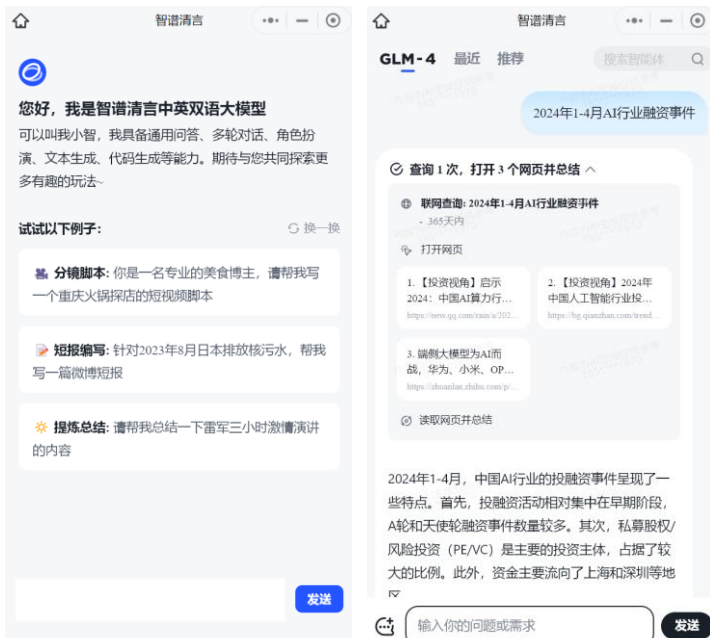 智谱清言
您好，我是智谱清言中英双语大模型
可以叫我小智，我具备通用问答、多轮对话、角色扮
演、文本生成、代码生成等能力。期待与您共同探索更
多有趣的玩法~
试试以下例子：
换一换
分镜脚本：你是一名专业的美食博主，请帮我写
一个重庆火锅探店的短视频脚本
短报编写：针对2023年8月日本排放核污水，帮我
写一篇微博短报
提炼总结：请帮我总结一下雷军三小时激情演讲
的内容
发送
智谱清言
GLM-4 最近 推荐
搜索智能体
2024年1-4月AI行业融资事件
查询 1 次，打开 3 个网页并总结
联网查询：2024年1-4月AI行业融资事件
- 365天内
打开网页
1. 【投资视角】启示
2024：中国AI算力行...
https://new.qq.com/rain/a/202...
2. 【投资视角】2024年
中国人工智能行业投...
https://bg.qianzhan.com/trend...
3. 端侧大模型为AI而
战，华为、小米、OP...
https://zhuanlan.zhihu.com/p/...
读取网页并总结
2024年1-4月，中国AI行业的投融资事件呈现了一
些特点。首先，投融资活动相对集中在早期阶段，
A轮和天使轮融资事件数量较多。其次，私募股权/
风险投资（PE/VC）是主要的投资主体，占据了较
大的比例。此外，资金主要流向了上海和深圳等地
区
输入你的问题或需求
发送